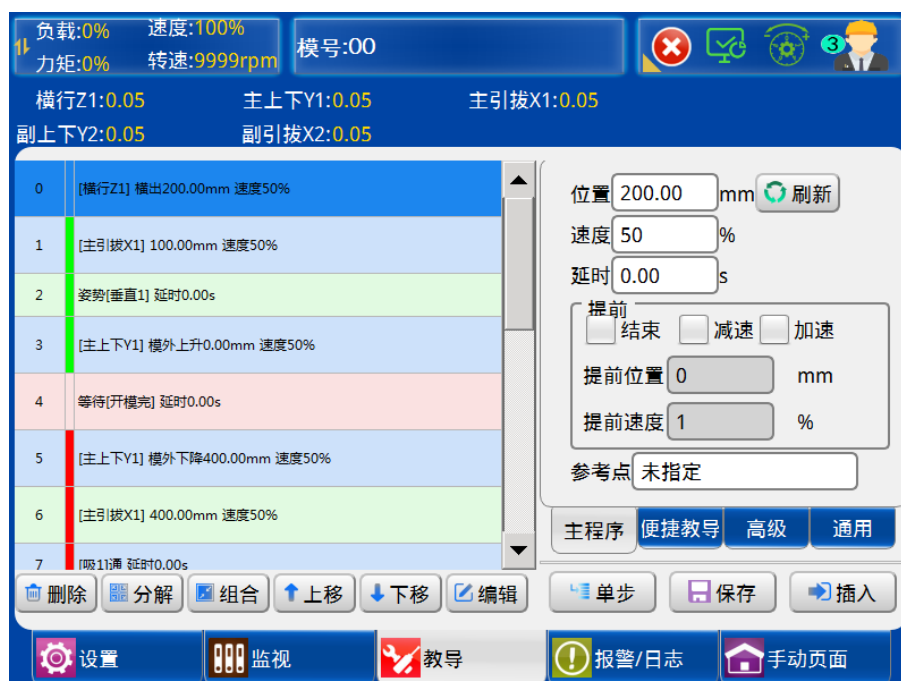 负载:0% 速度:100%
力矩:0% 转速:9999rpm
模号:00
3
横行Z1:0.05 主上下Y1:0.05 主引拨X1:0.05
副上下Y2:0.05 副引拨X2:0.05
0 [横行Z1] 横出200.00mm 速度50%
1 [主引拨X1] 100.00mm 速度50%
2 姿势[垂直1] 延时0.00s
3 [主上下Y1] 模外上升0.00mm 速度50%
4 等待[开模完] 延时0.00s
5 [主上下Y1] 模外下降400.00mm 速度50%
6 [主引拨X1] 400.00mm 速度50%
7 [吸1]通 延时0.00s
位置 200.00 mm 刷新
速度 50 %
延时 0.00 s
提前
结束 减速 加速
提前位置 0 mm
提前速度 1 %
参考点 未指定
主程序 便捷教导 高级 通用
删除 分解 组合 上移 下移 编辑 单步 保存 插入
设置 监视 教导 报警/日志 手动页面